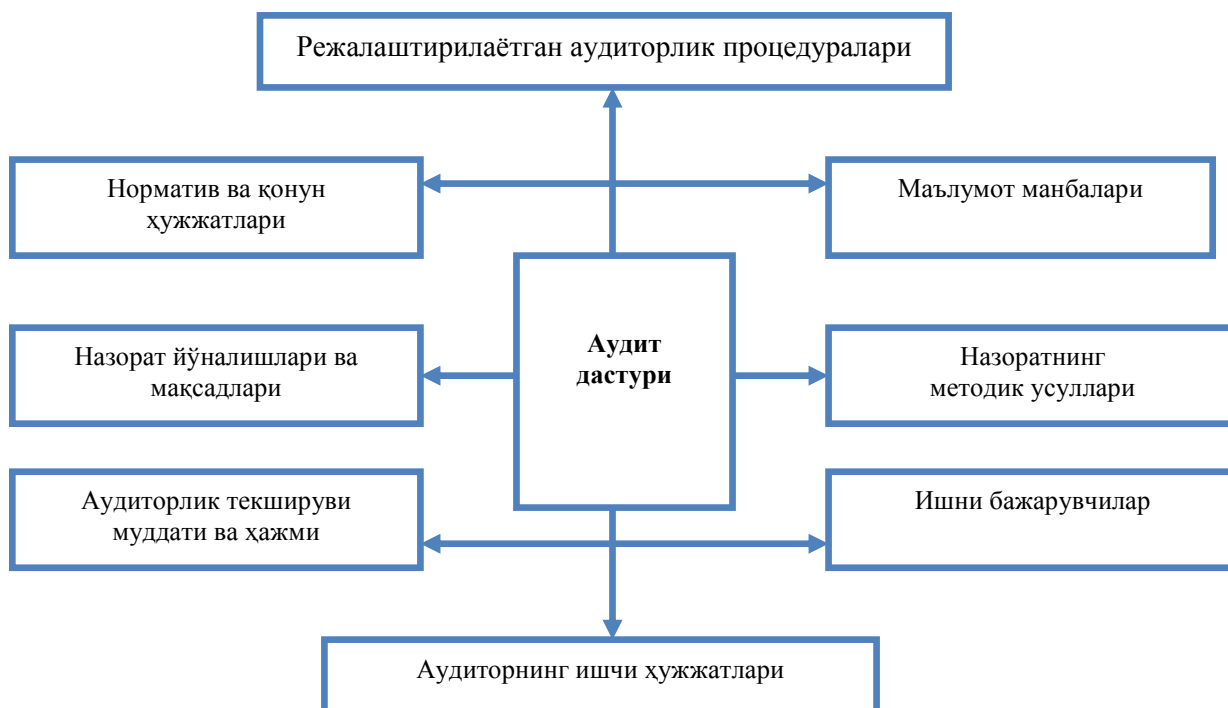 Режалаштирилаётган аудиторлик процедуралари
Норматив ва қонун
ҳужжатлари
Маълумот манбалари
Аудит
дастури
Назорат йўналишлари ва
мақсадлари
Назоратнинг
методик усуллари
Аудиторлик текшируви
муддати ва ҳажми
Ишни бажарувчилар
Аудиторнинг ишчи ҳужжатлари